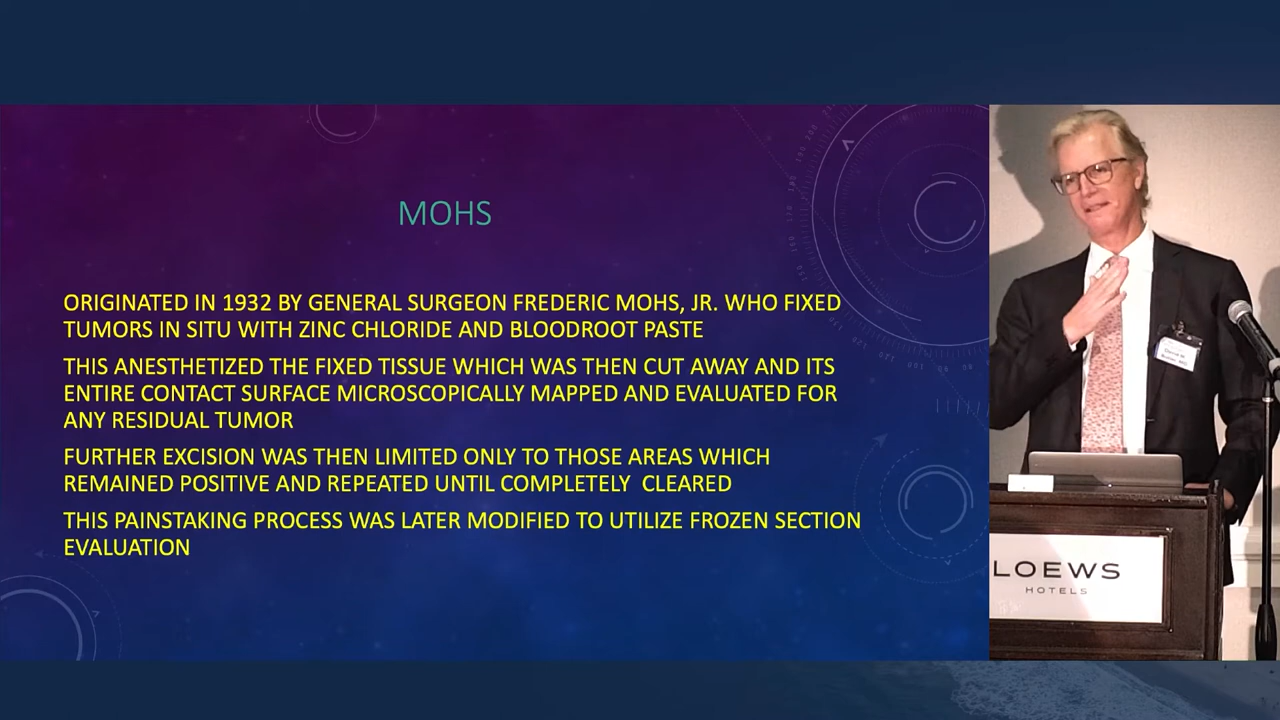 MOHS
ORIGINATED IN 1932 BY GENERAL SURGEON FREDERIC MOHS, JR. WHO FIXED
TUMORS IN SITU WITH ZINC CHLORIDE AND BLOODROOT PASTE
THIS ANESTHETIZED THE FIXED TISSUE WHICH WAS THEN CUT AWAY AND ITS
ENTIRE CONTACT SURFACE MICROSCOPICALLY MAPPED AND EVALUATED FOR
ANY RESIDUAL TUMOR
FURTHER EXCISION WAS THEN LIMITED ONLY TO THOSE AREAS WHICH
REMAINED POSITIVE AND REPEATED UNTIL COMPLETELY CLEARED
THIS PAINSTAKING PROCESS WAS LATER MODIFIED TO UTILIZE FROZEN SECTION
EVALUATION
LOEWS
HOTELS